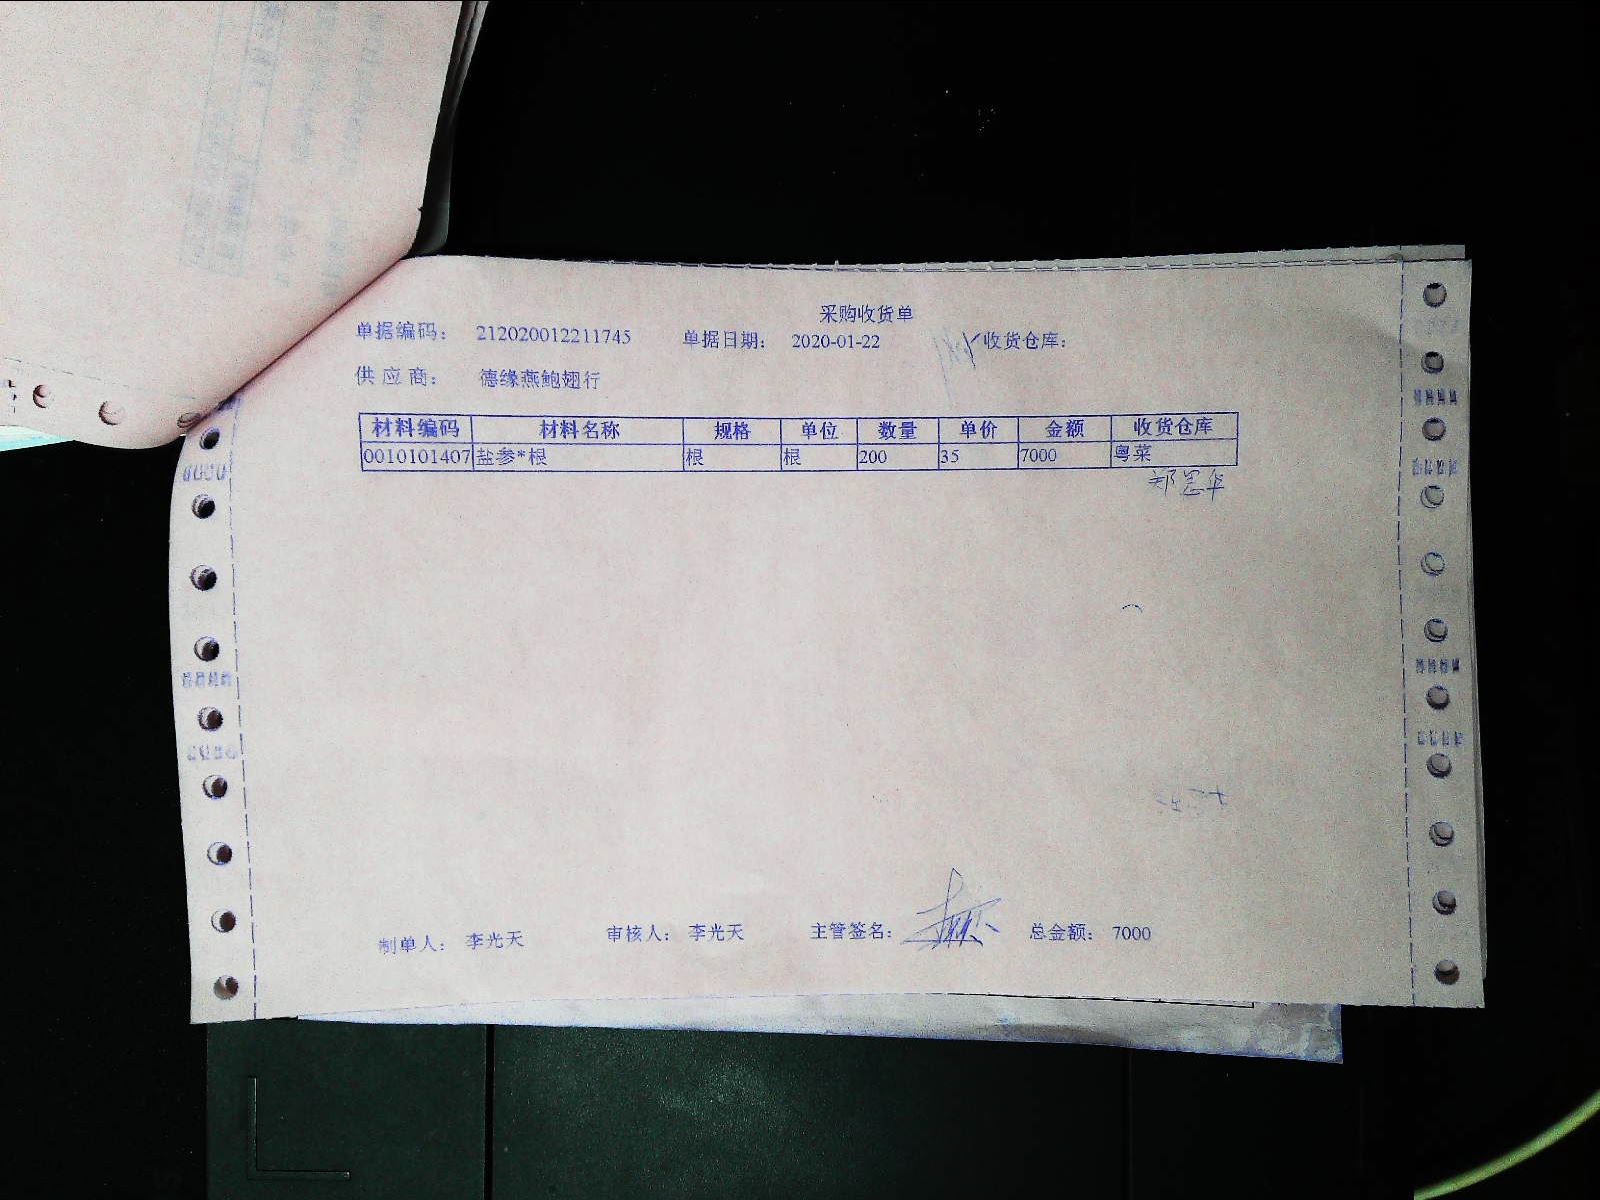 采购收货单
单据编码: 212020012211745 单据日期: 2020-01-22 收货仓库:
供应商: 德缘燕鲍翅行
材料编码 材料名称 规格 单位 数量 单价 金额 收货仓库
0010101407 盐参*根 根 根 200 35 7000 粤菜
制单人: 李光天 审核人: 李光天 主管签名: 总金额: 7000